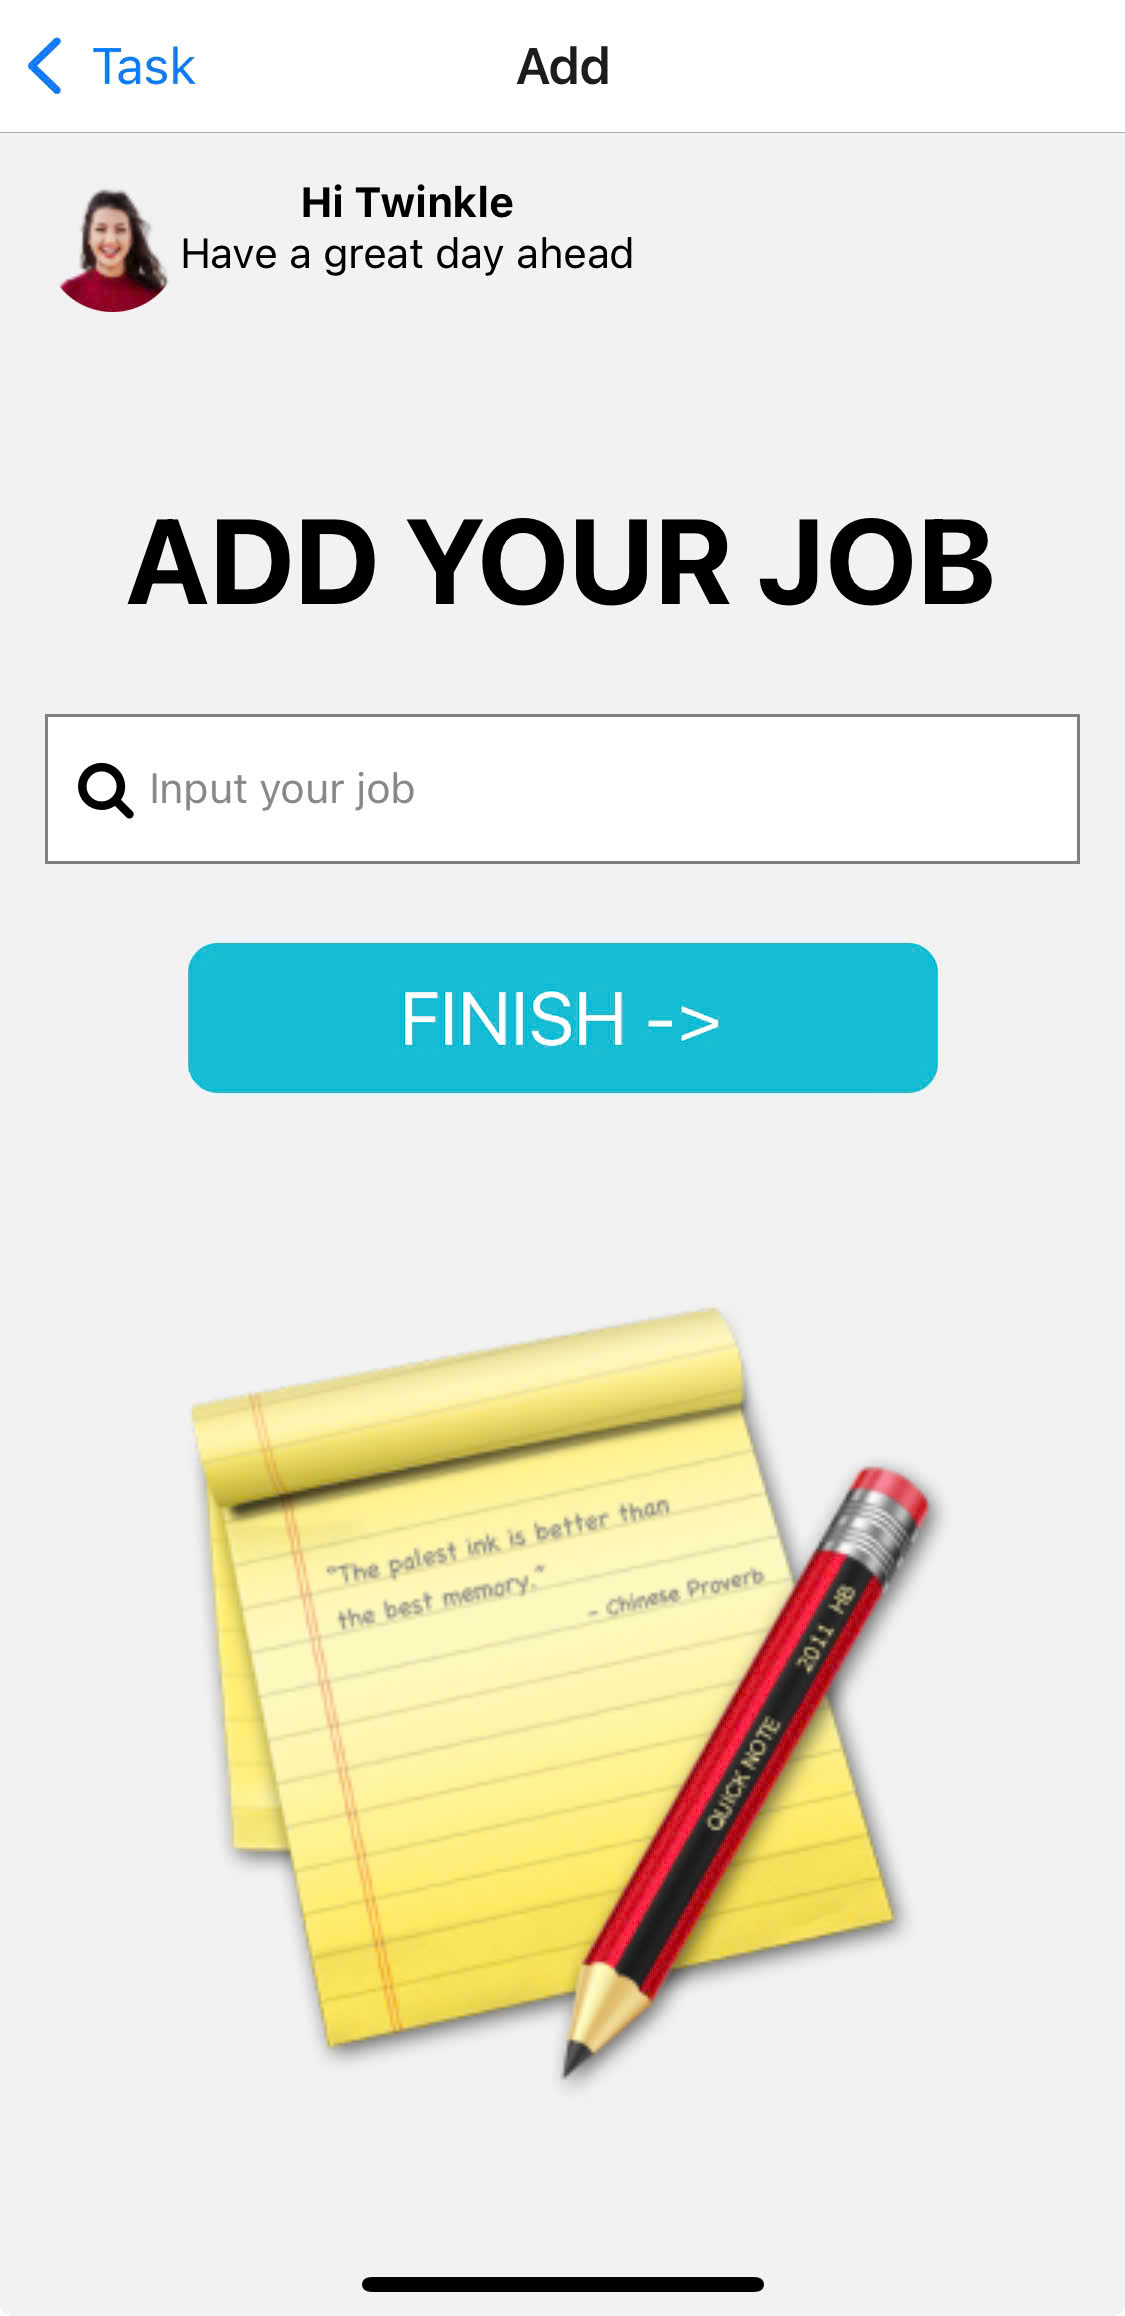 Task
Add
Hi Twinkle
Have a great day ahead
ADD YOUR JOB
Input your job
FINISH ->
"The palest ink is better than
the best memory."
- Chinese Proverb
QUICK NOTE 2011 HB